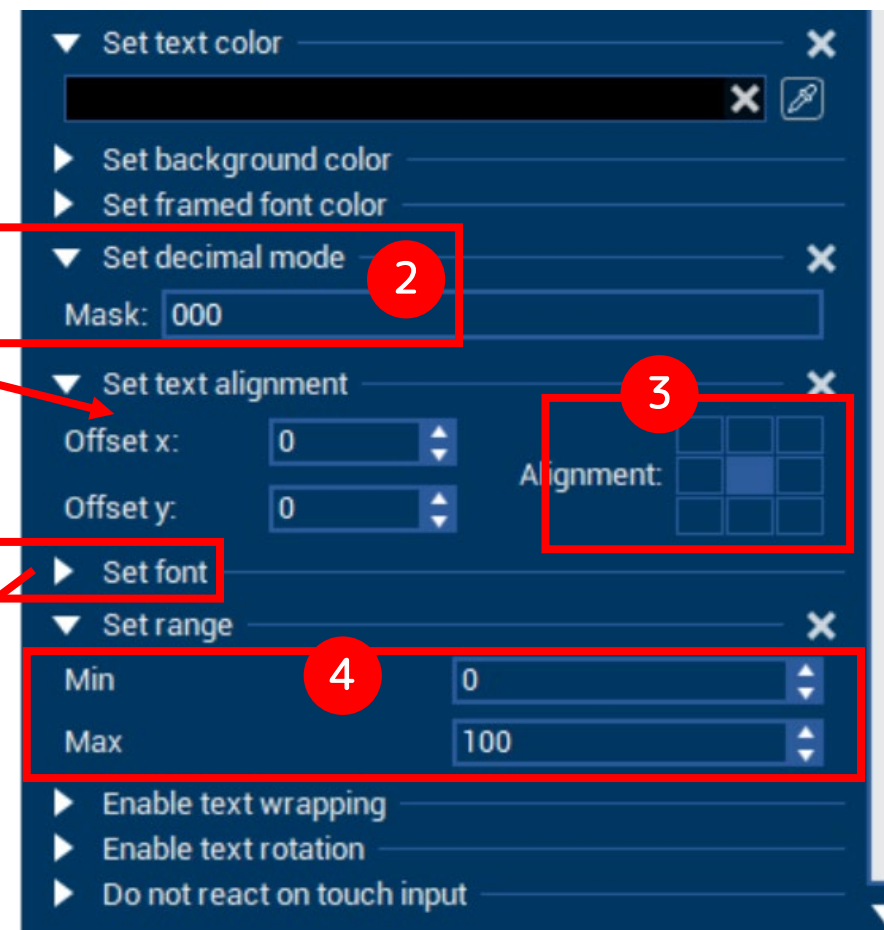 Set text color
Set background color
Set framed font color
Set decimal mode
2
Mask: 000
Set text alignment
3
Offset x: 0
Alignment:
Offset y: 0
Set font
Set range
4
Min 0
Max 100
Enable text wrapping
Enable text rotation
Do not react on touch input